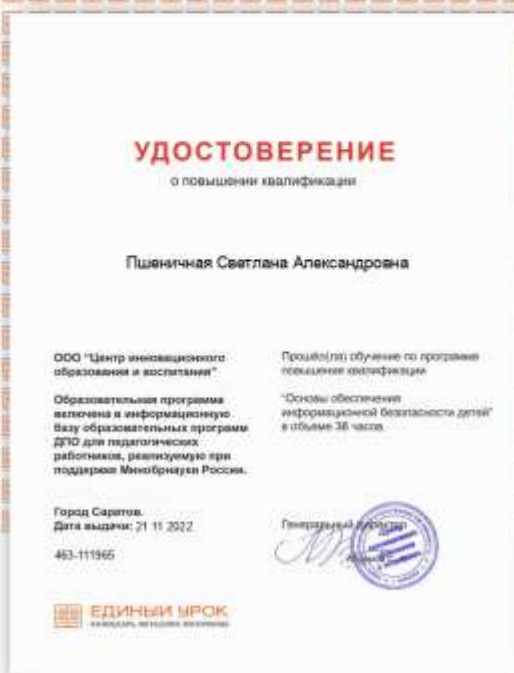 УДОСТОВЕРЕНИЕ
о повышении квалификации
Пшеничная Светлана Александровна
ООО "Центр инновационного
образования и воспитания"
Образовательная программа
включена в информационную
базу образовательных программ
ДПО для педагогических
работников, реализуемую при
поддержке Минобрнауки России.
Город Саратов.
Дата выдачи: 21 11 2022
463-111965
Прошёл(ла) обучение по программе
повышения квалификации
"Основы обеспечения
информационной безопасности детей"
в объеме 36 часов.
Генеральный директор
ЕДИНЫЙ УРОК